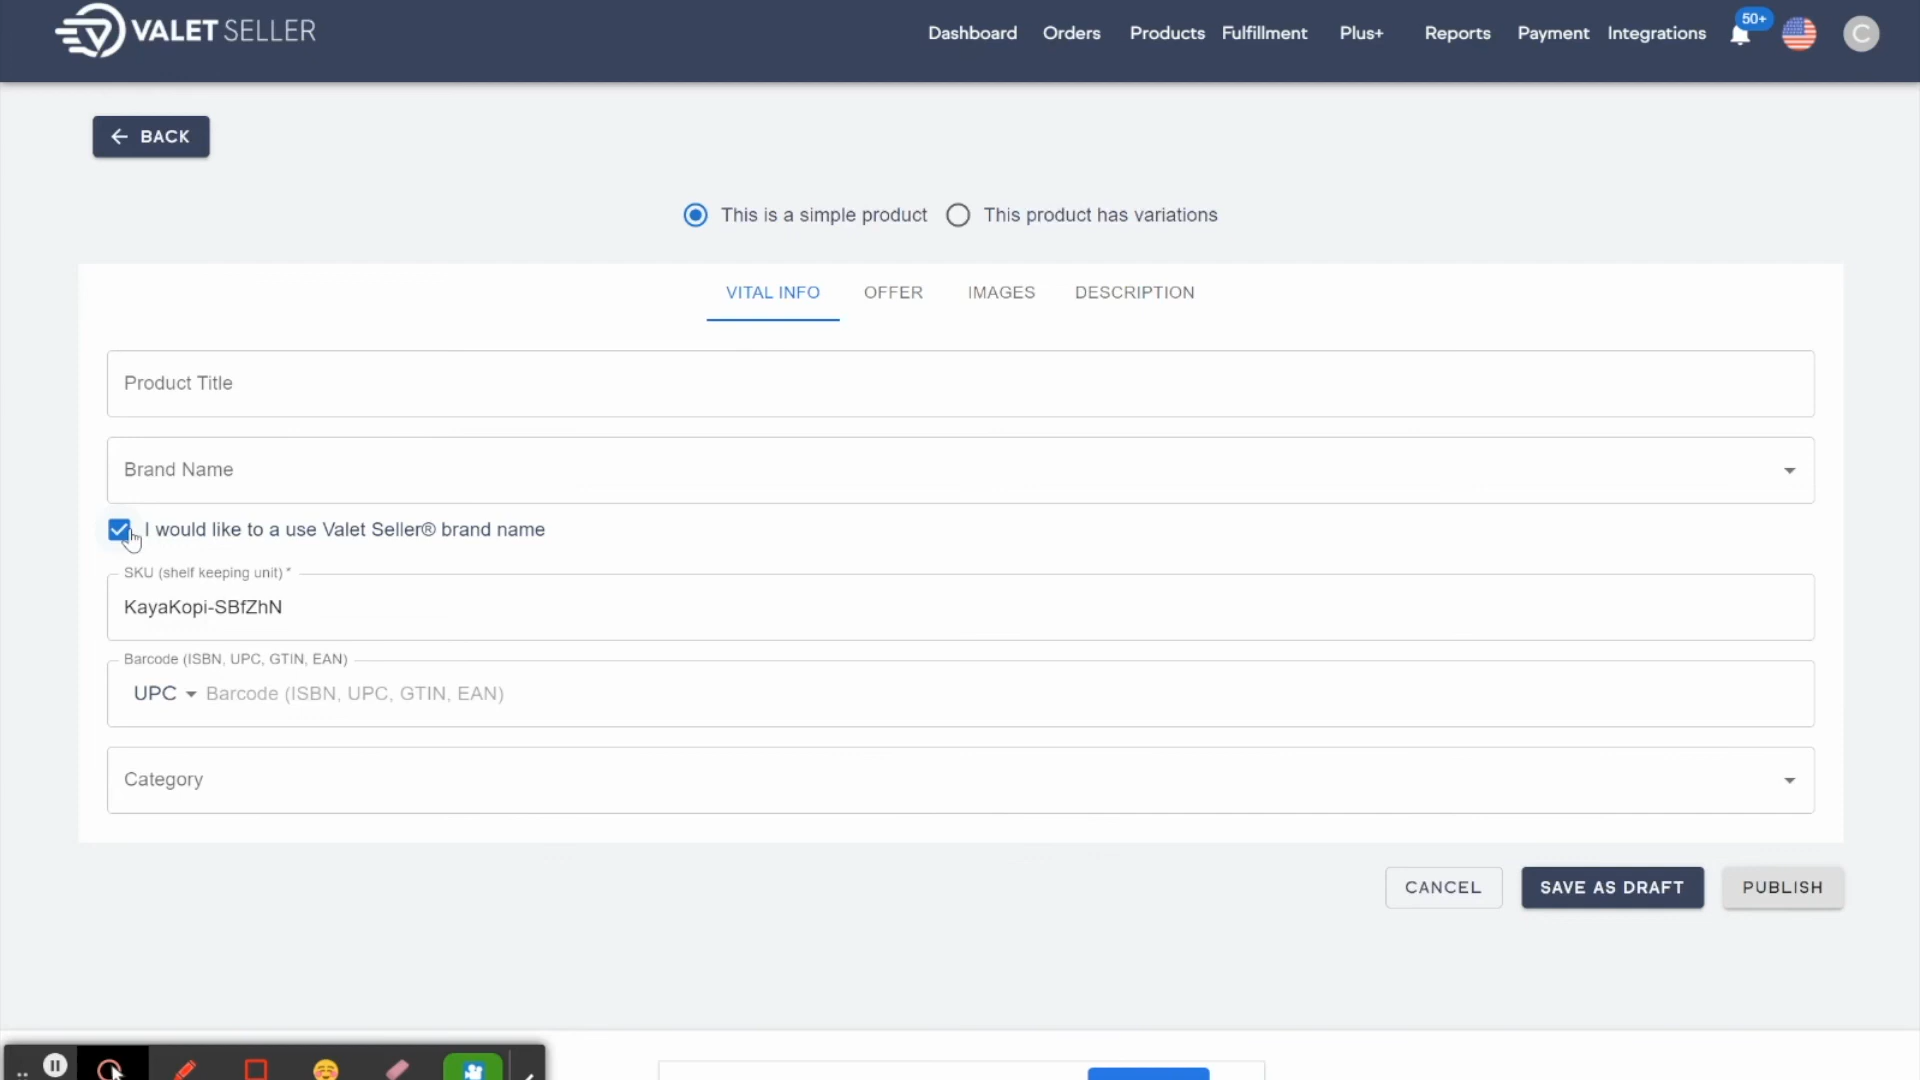 VALET SELLER
Dashboard Orders Products Fulfillment Plus+ Reports Payment Integrations 50+ C
BACK
This is a simple product This product has variations
VITAL INFO OFFER IMAGES DESCRIPTION
Product Title
Brand Name
I would like to a use Valet Seller® brand name
SKU (shelf keeping unit) *
KayaKopi-SBfZhN
Barcode (ISBN, UPC, GTIN, EAN)
UPC Barcode (ISBN, UPC, GTIN, EAN)
Category
CANCEL SAVE AS DRAFT PUBLISH